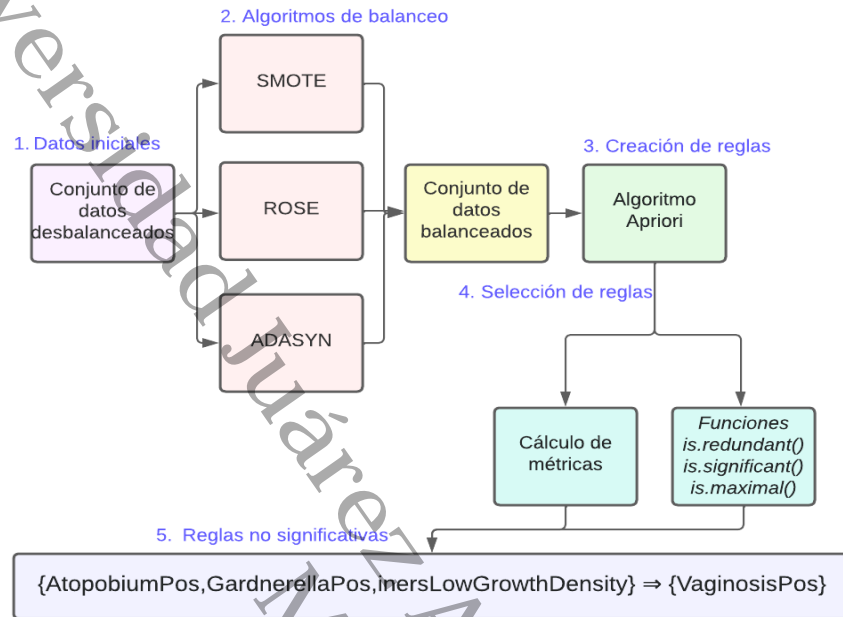 2. Algoritmos de balanceo
SMOTE
1. Datos iniciales
3. Creación de reglas
Conjunto de
datos
desbalanceados
ROSE
Conjunto de
datos
balanceados
Algoritmo
Apriori
4. Selección de reglas
ADASYN
Cálculo de
métricas
Funciones
is.redundant()
is.significant()
is.maximal()
5. Reglas no significativas
{AtopobiumPos,GardnerellaPos,inersLowGrowthDensity} ⇒ {VaginosisPos}
versidad Juárez A